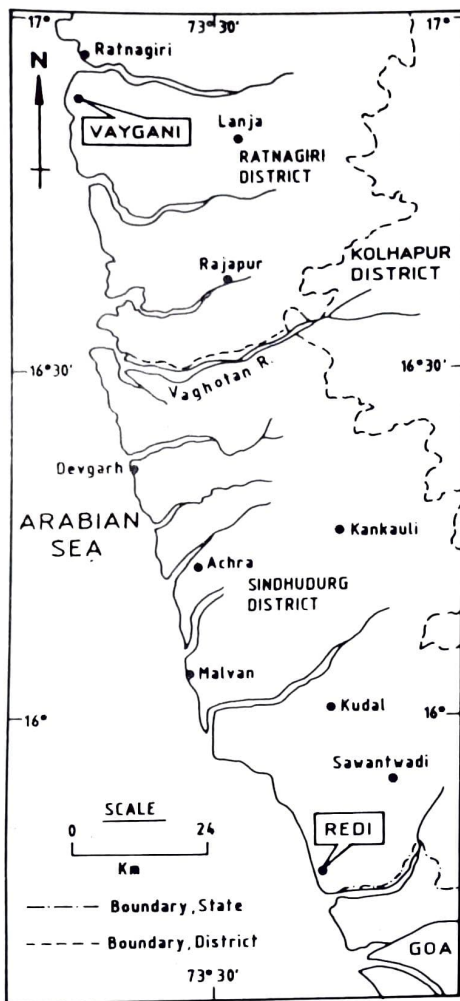 17°
73°30'
17°
N
Ratnagiri
VAYGANI
Lanja
RATNAGIRI
DISTRICT
KOLHAPUR
DISTRICT
Rajapur
16°30'
16°30'
Vaghotan R.
Devgarh
ARABIAN
SEA
Kankauli
Achra
SINDHUDURG
DISTRICT
Malvan
16°
16°
Kudal
Sawantwadi
SCALE
0 24
Km
REDI
Boundary, State
Boundary, District
GOA
73°30'